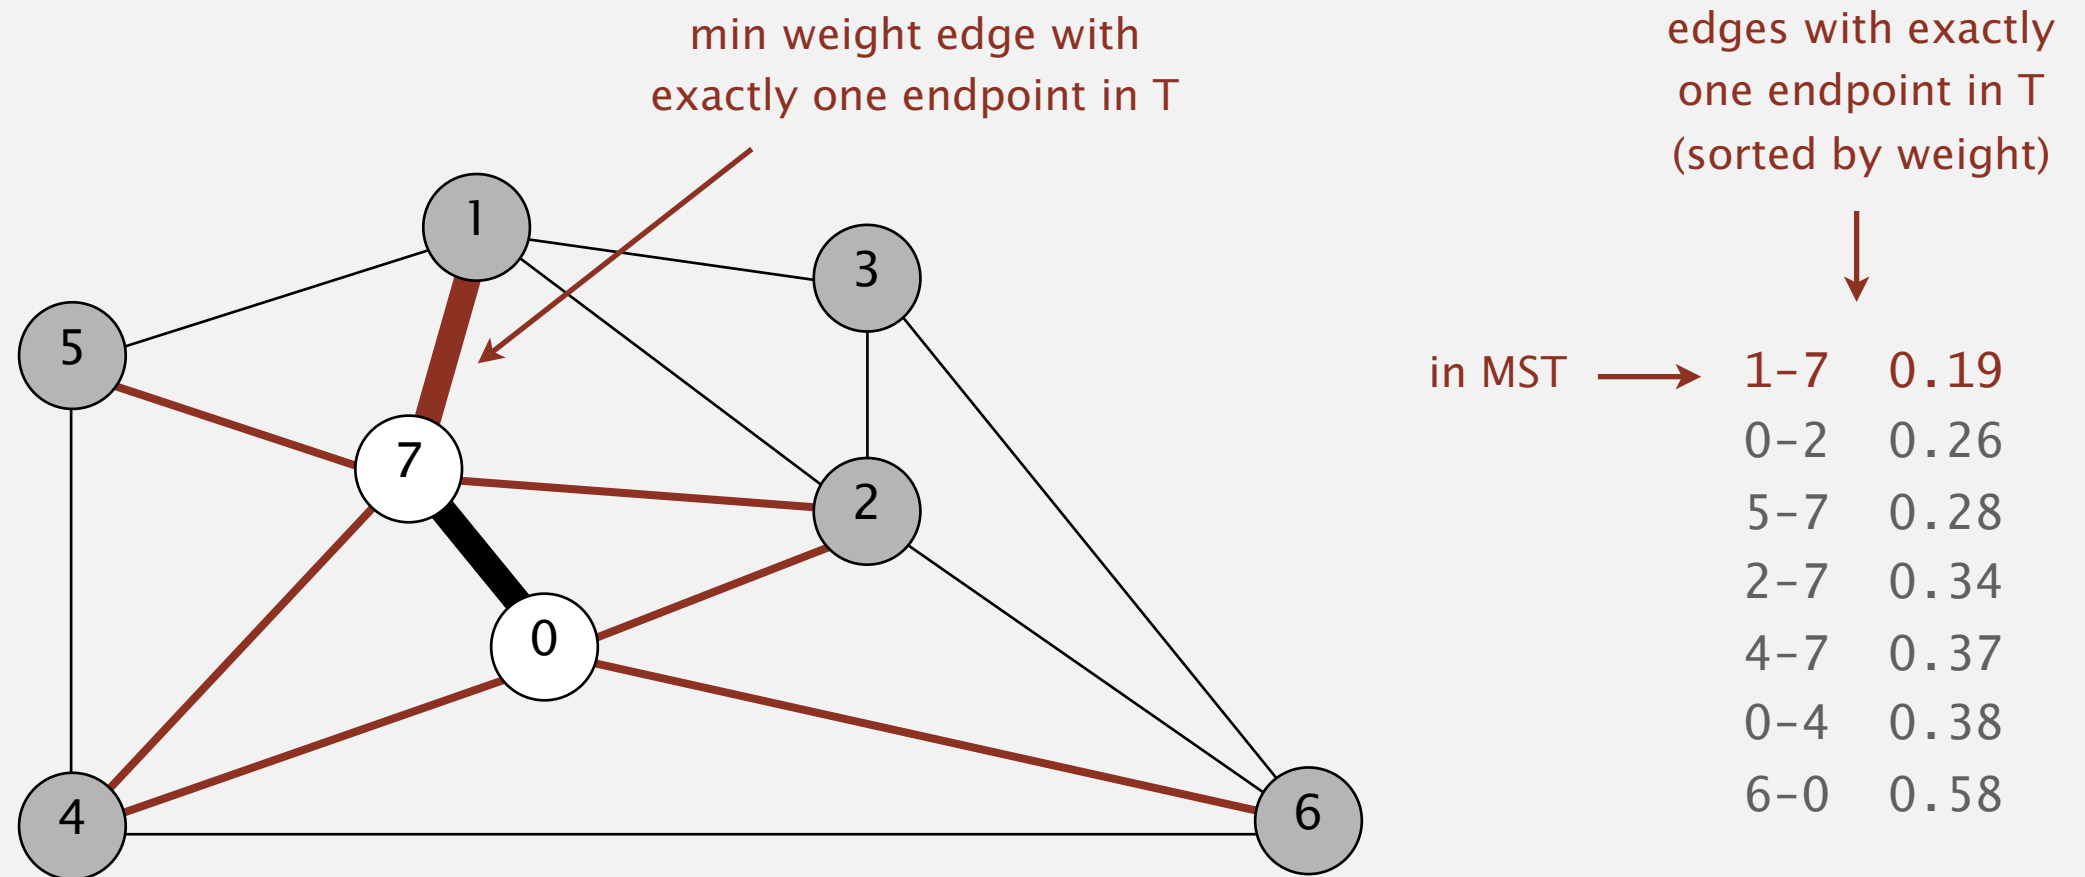 min weight edge with
exactly one endpoint in T
edges with exactly
one endpoint in T
(sorted by weight)
1
3
5
7
2
0
4
6
in MST
1-7 0.19
0-2 0.26
5-7 0.28
2-7 0.34
4-7 0.37
0-4 0.38
6-0 0.58